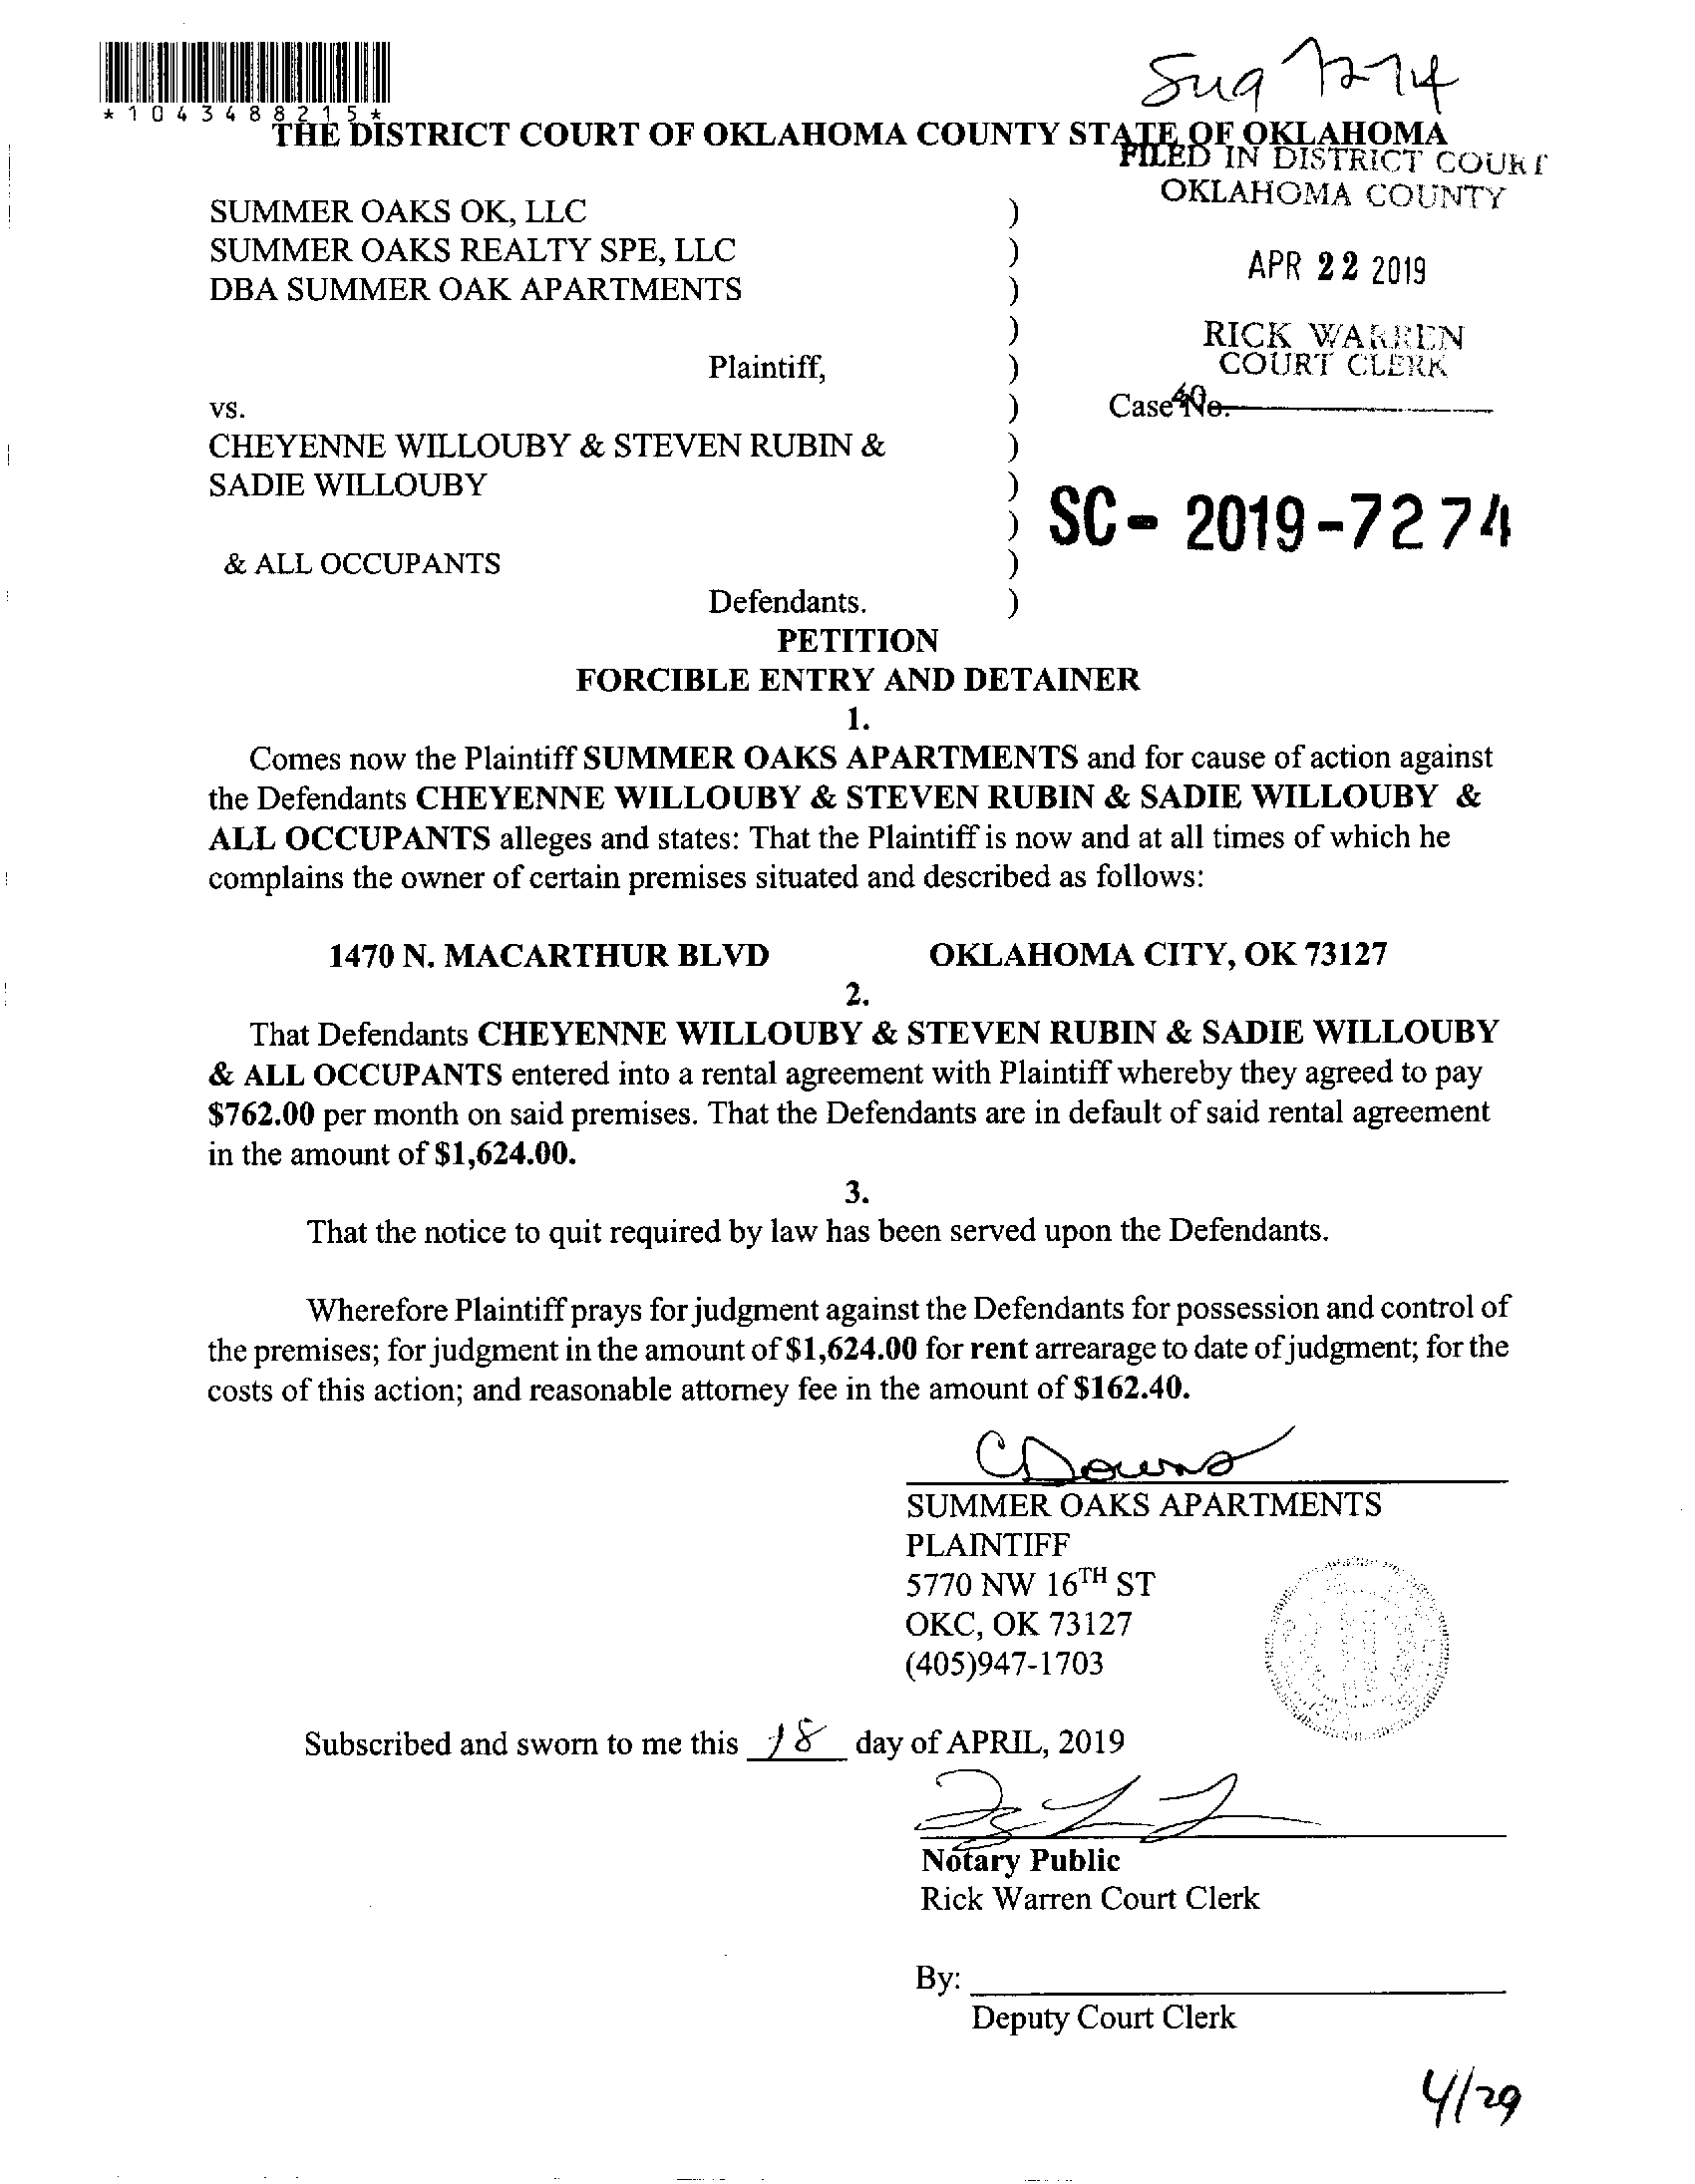 *1043488215*
THE DISTRICT COURT OF OKLAHOMA COUNTY STATE OF OKLAHOMA
FILED IN DISTRICT COURT
OKLAHOMA COUNTY
SUMMER OAKS OK, LLC )
SUMMER OAKS REALTY SPE, LLC )
DBA SUMMER OAK APARTMENTS )
APR 22 2019
)
RICK WARREN
COURT CLERK
Plaintiff, )
vs. ) Case No.
40
CHEYENNE WILLOUBY & STEVEN RUBIN & )
SADIE WILLOUBY )
) SC - 2019 - 7274
& ALL OCCUPANTS )
Defendants. )
PETITION
FORCIBLE ENTRY AND DETAINER
1.
Comes now the Plaintiff SUMMER OAKS APARTMENTS and for cause of action against
the Defendants CHEYENNE WILLOUBY & STEVEN RUBIN & SADIE WILLOUBY &
ALL OCCUPANTS alleges and states: That the Plaintiff is now and at all times of which he
complains the owner of certain premises situated and described as follows:
1470 N. MACARTHUR BLVD OKLAHOMA CITY, OK 73127
2.
That Defendants CHEYENNE WILLOUBY & STEVEN RUBIN & SADIE WILLOUBY
& ALL OCCUPANTS entered into a rental agreement with Plaintiff whereby they agreed to pay
$762.00 per month on said premises. That the Defendants are in default of said rental agreement
in the amount of $1,624.00.
3.
That the notice to quit required by law has been served upon the Defendants.
Wherefore Plaintiff prays for judgment against the Defendants for possession and control of
the premises; for judgment in the amount of $1,624.00 for rent arrearage to date of judgment; for the
costs of this action; and reasonable attorney fee in the amount of $162.40.
CDowns
SUMMER OAKS APARTMENTS
PLAINTIFF
5770 NW 16TH ST
OKC, OK 73127
(405)947-1703
Subscribed and sworn to me this 18 day of APRIL, 2019
Notary Public
Rick Warren Court Clerk
By:
Deputy Court Clerk
4/29